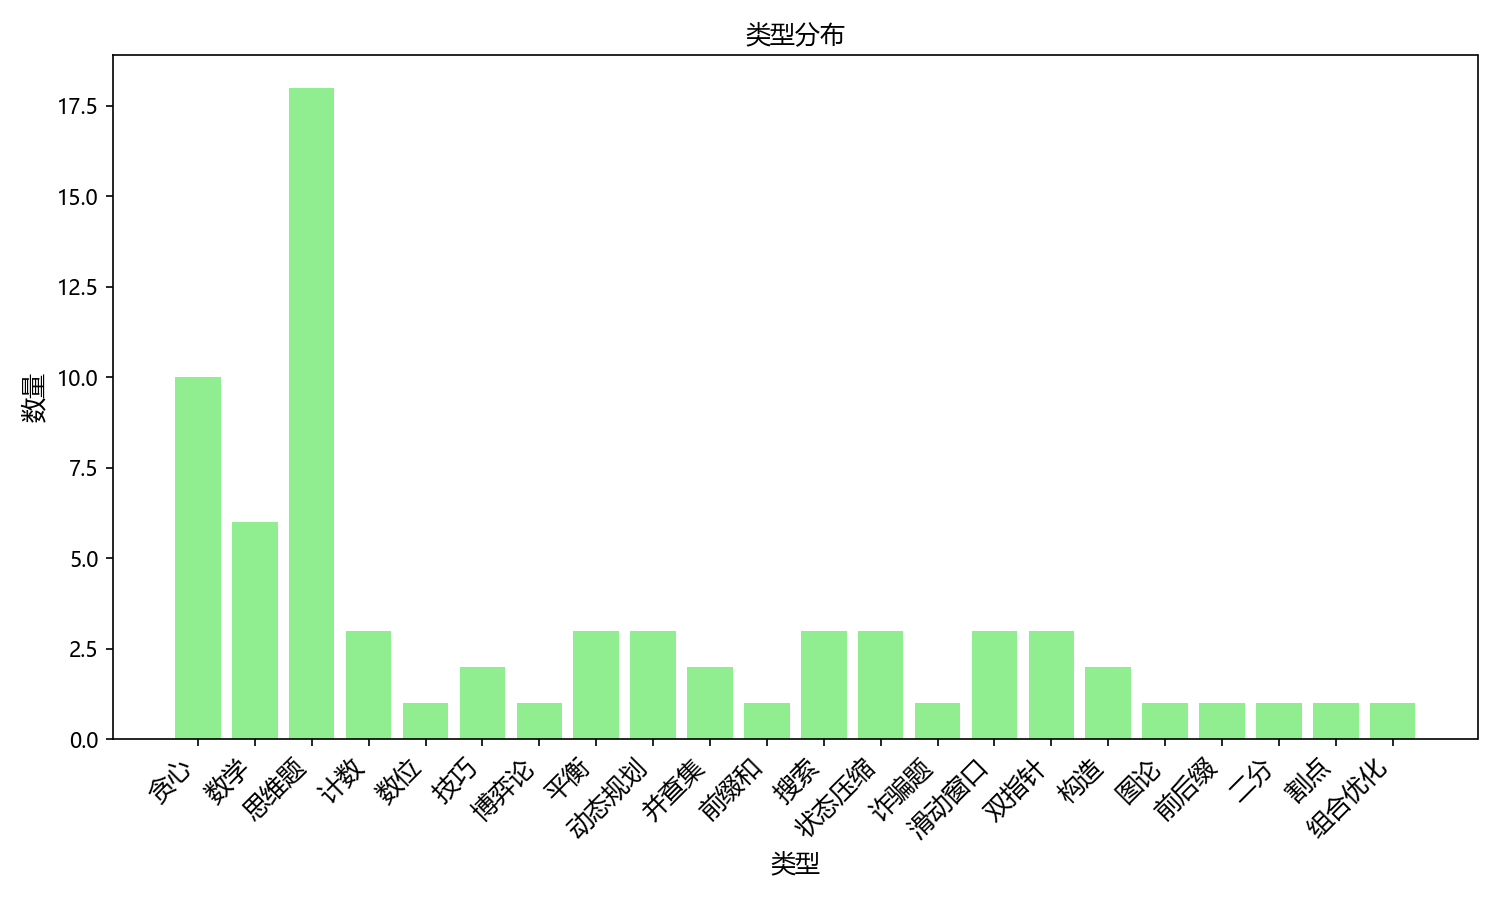 类型分布
数量
17.5
15.0
12.5
10.0
7.5
5.0
2.5
0.0
贪心
数学
思维题
计数
数位
技巧
博弈论
平衡
动态规划
并查集
前缀和
搜索
状态压缩
诈骗题
滑动窗口
双指针
构造
图论
前后缀
二分
割点
组合优化
类型